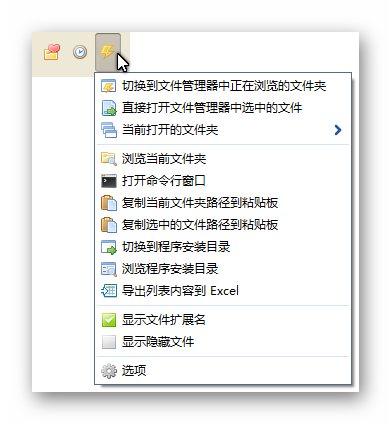 切换到文件管理器中正在浏览的文件夹
直接打开文件管理器中选中的文件
当前打开的文件夹
浏览当前文件夹
打开命令行窗口
复制当前文件夹路径到粘贴板
复制选中的文件路径到粘贴板
切换到程序安装目录
浏览程序安装目录
导出列表内容到 Excel
显示文件扩展名
显示隐藏文件
选项